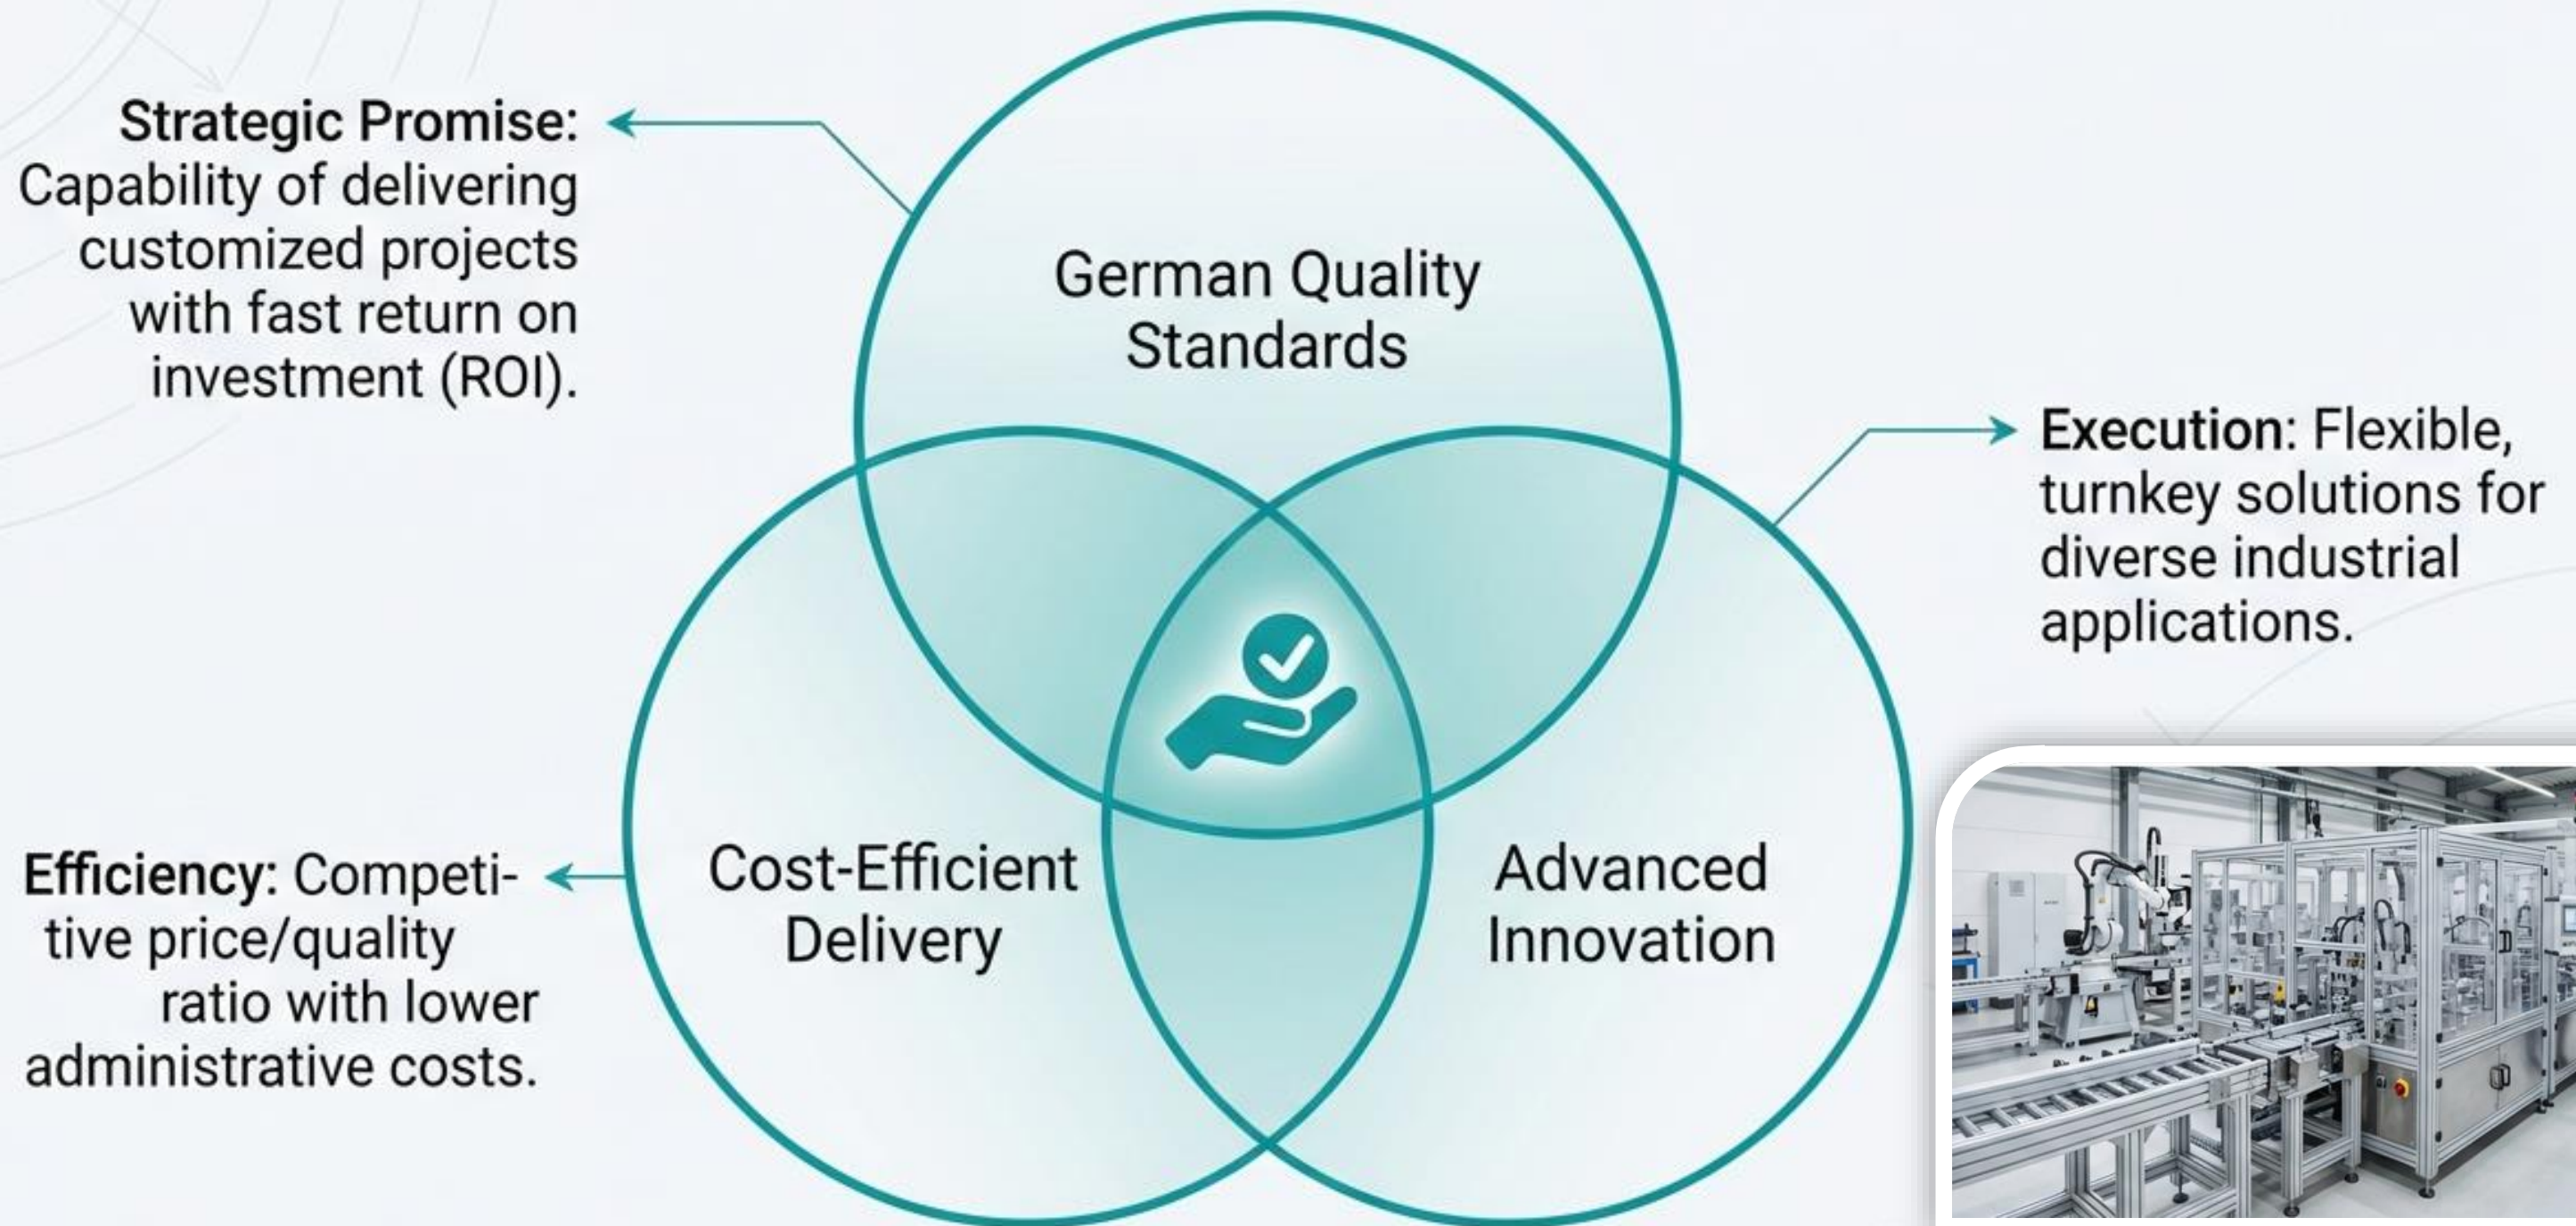 Strategic Promise:
Capability of delivering
customized projects
with fast return on
investment (ROI).
German Quality
Standards
Execution: Flexible,
turnkey solutions for
diverse industrial
applications.
Efficiency: Competi-
tive price/quality
ratio with lower
administrative costs.
Cost-Efficient
Delivery
Advanced
Innovation